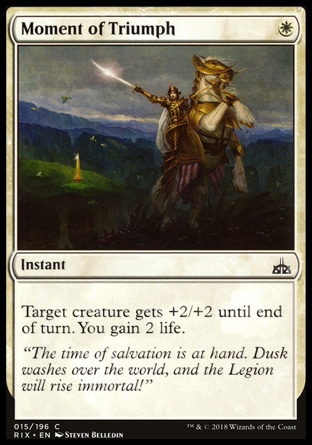 Moment of Triumph
Instant
Target creature gets +2/+2 until end
of turn. You gain 2 life.
“The time of salvation is at hand. Dusk
washes over the world, and the Legion
will rise immortal!”
015/196 C
RIX • EN Steven Belledin
™ & © 2018 Wizards of the Coast